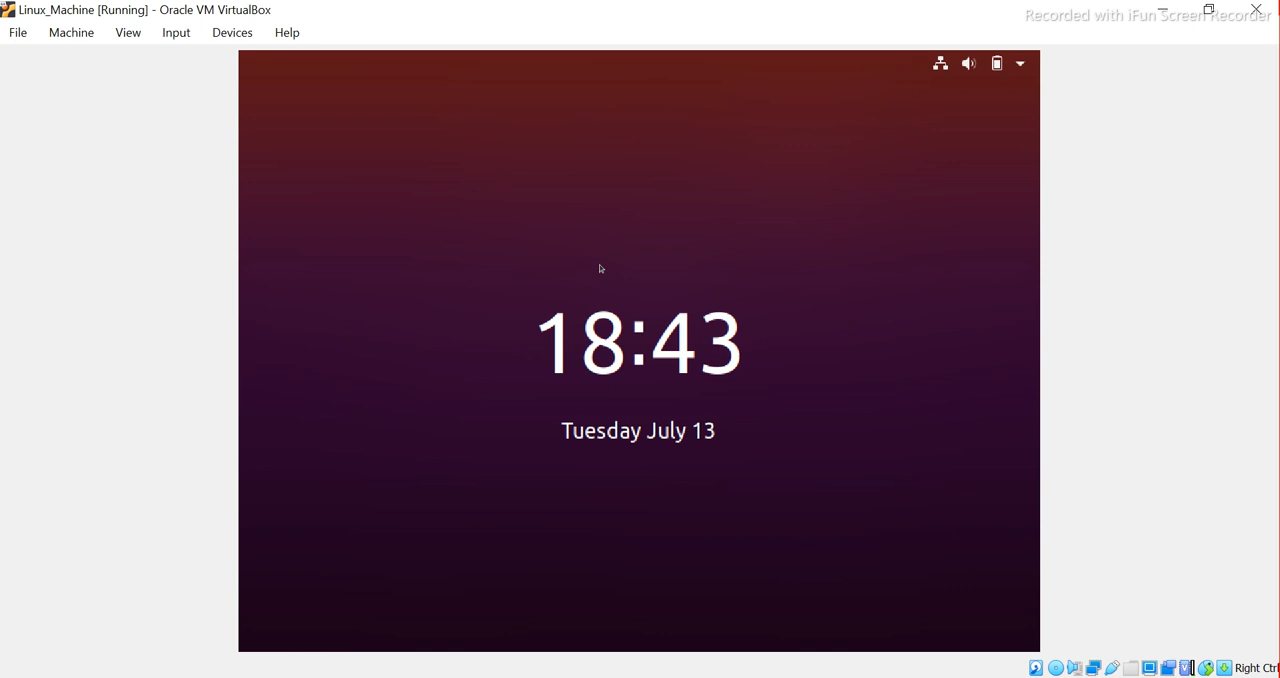 Linux_Machine [Running] - Oracle VM VirtualBox
Recorded with iFun Screen Recorder
File Machine View Input Devices Help
18:43
Tuesday July 13
Right Ctrl